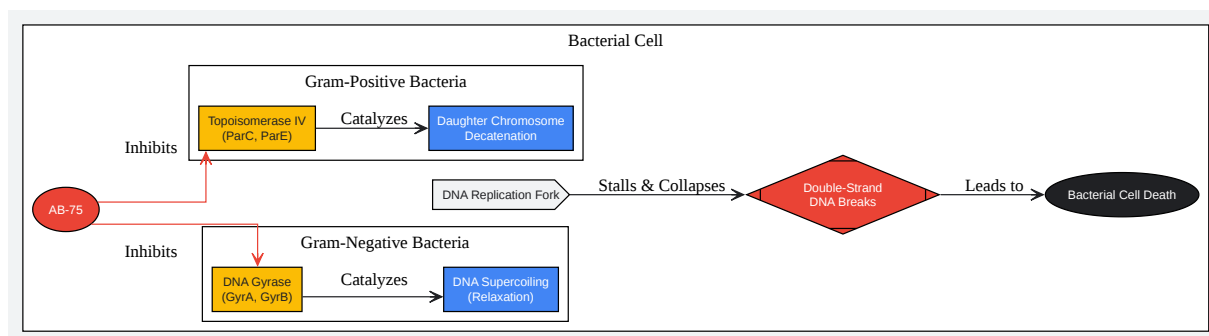 Bacterial Cell
Gram-Positive Bacteria
Topoisomerase IV
(ParC, ParE)
Catalyzes
Daughter Chromosome
Decatenation
Inhibits
AB-75
DNA Replication Fork
Stalls & Collapses
Double-Strand
DNA Breaks
Leads to
Bacterial Cell Death
Inhibits
Gram-Negative Bacteria
DNA Gyrase
(GyrA, GyrB)
Catalyzes
DNA Supercoiling
(Relaxation)